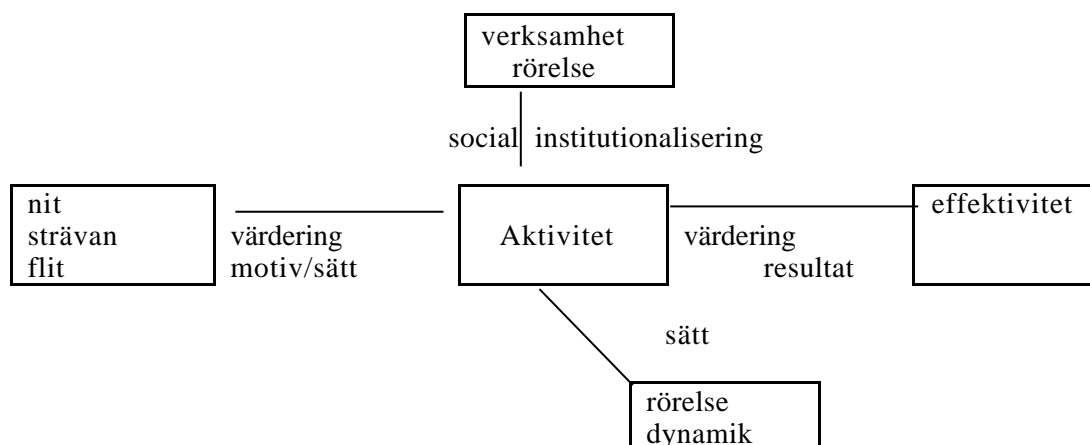 verksamhet
rörelse
social institutionalisering
nit
strävan
flit
värdering
motiv/sätt
Aktivitet
värdering
resultat
effektivitet
sätt
rörelse
dynamik